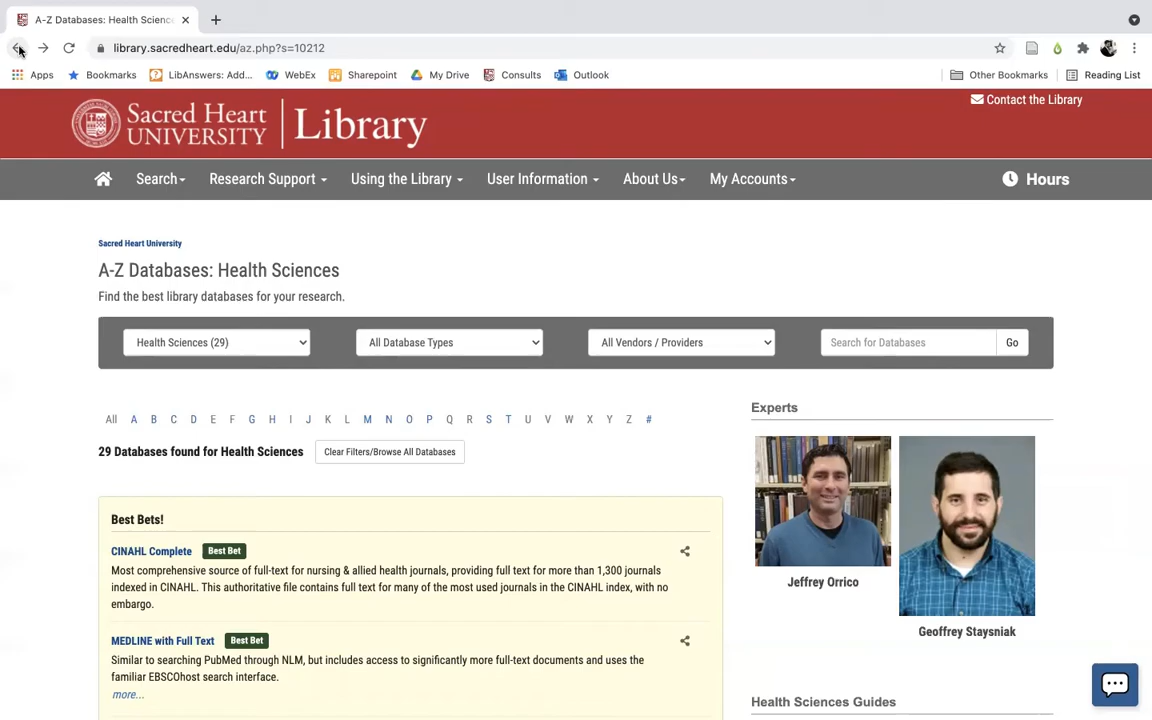 A-Z Databases: Health Science
library.sacredheart.edu/az.php?s=10212
Apps Bookmarks LibAnswers: Add... WebEx Sharepoint My Drive Consults Outlook Other Bookmarks Reading List
Contact the Library
Sacred Heart UNIVERSITY Library
Search Research Support Using the Library User Information About Us My Accounts Hours
Sacred Heart University
A-Z Databases: Health Sciences
Find the best library databases for your research.
Health Sciences (29) All Database Types All Vendors / Providers Search for Databases Go
All A B C D E F G H I J K L M N O P Q R S T U V W X Y Z #
29 Databases found for Health Sciences Clear Filters/Browse All Databases
Best Bets!
CINAHL Complete Best Bet
Most comprehensive source of full-text for nursing & allied health journals, providing full text for more than 1,300 journals
indexed in CINAHL. This authoritative file contains full text for many of the most used journals in the CINAHL index, with no
embargo.
MEDLINE with Full Text Best Bet
Similar to searching PubMed through NLM, but includes access to significantly more full-text documents and uses the
familiar EBSCOhost search interface.
more...
Experts
Jeffrey Orrico
Geoffrey Staysniak
Health Sciences Guides